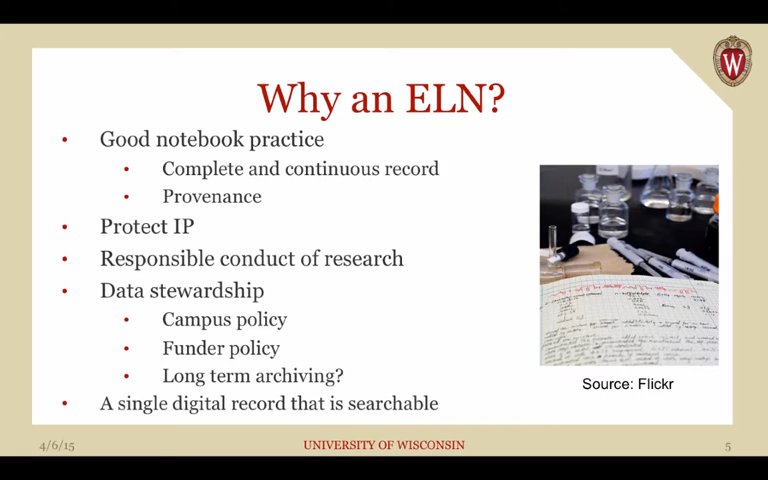 Why an ELN?
• Good notebook practice
• Complete and continuous record
• Provenance
• Protect IP
• Responsible conduct of research
• Data stewardship
• Campus policy
• Funder policy
• Long term archiving?
• A single digital record that is searchable
W
Source: Flickr
4/6/15
UNIVERSITY OF WISCONSIN
5